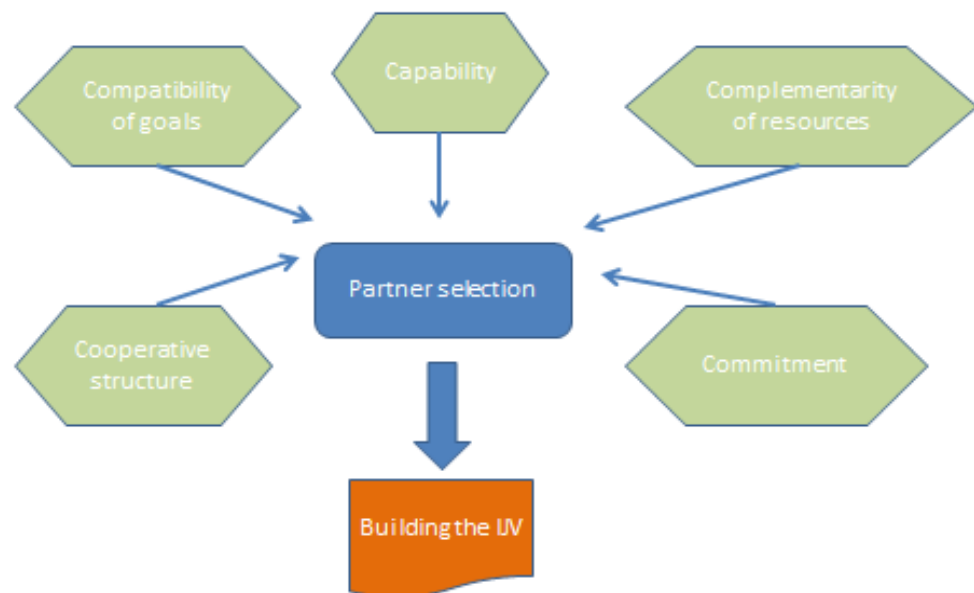 Compatibility
of goals
Capability
Complementarity
of resources
Partner selection
Cooperative
structure
Commitment
Building the IJV